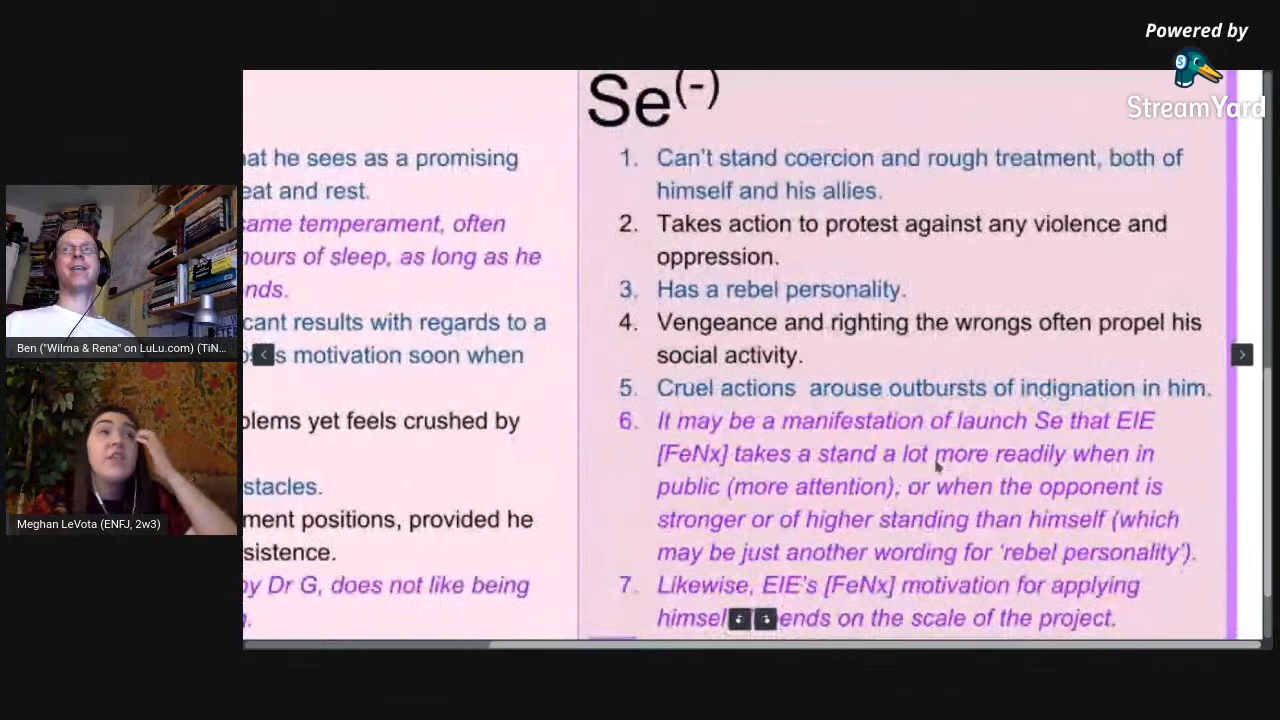 Powered by
StreamYard
Se(-)
hat he sees as a promising
eat and rest.
same temperament, often
hours of sleep, as long as he
nds.
cant results with regards to a
s motivation soon when
blems yet feels crushed by
stacles.
ment positions, provided he
sistence.
by Dr G, does not like being
1. Can't stand coercion and rough treatment, both of
himself and his allies.
2. Takes action to protest against any violence and
oppression.
3. Has a rebel personality.
4. Vengeance and righting the wrongs often propel his
social activity.
5. Cruel actions arouse outbursts of indignation in him.
6. It may be a manifestation of launch Se that EIE
[FeNx] takes a stand a lot more readily when in
public (more attention), or when the opponent is
stronger or of higher standing than himself (which
may be just another wording for 'rebel personality').
7. Likewise, EIE's [FeNx] motivation for applying
himsel ends on the scale of the project.
Ben ("Wilma & Rena" on LuLu.com) (TiN...
Meghan LeVota (ENFJ, 2w3)